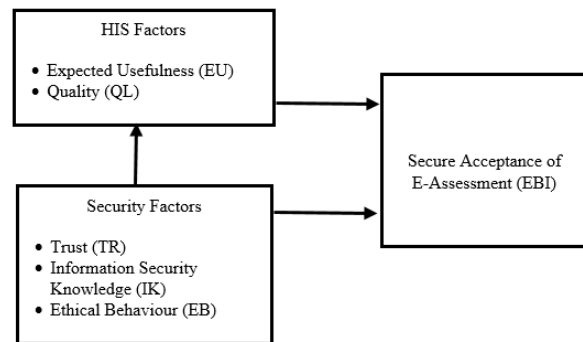 HIS Factors
• Expected Usefulness (EU)
• Quality (QL)
Secure Acceptance of
E-Assessment (EBI)
Security Factors
• Trust (TR)
• Information Security
Knowledge (IK)
• Ethical Behaviour (EB)